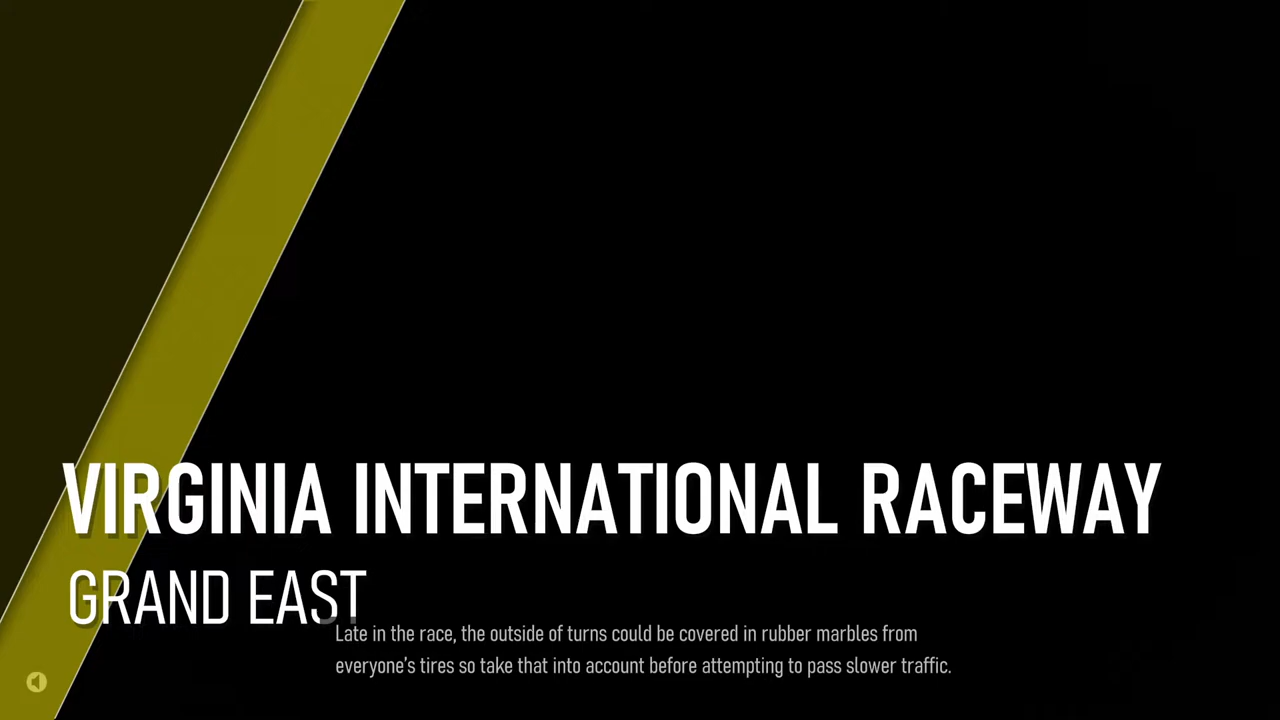 VIRGINIA INTERNATIONAL RACEWAY
GRAND EAST
Late in the race, the outside of turns could be covered in rubber marbles from
everyone's tires so take that into account before attempting to pass slower traffic.